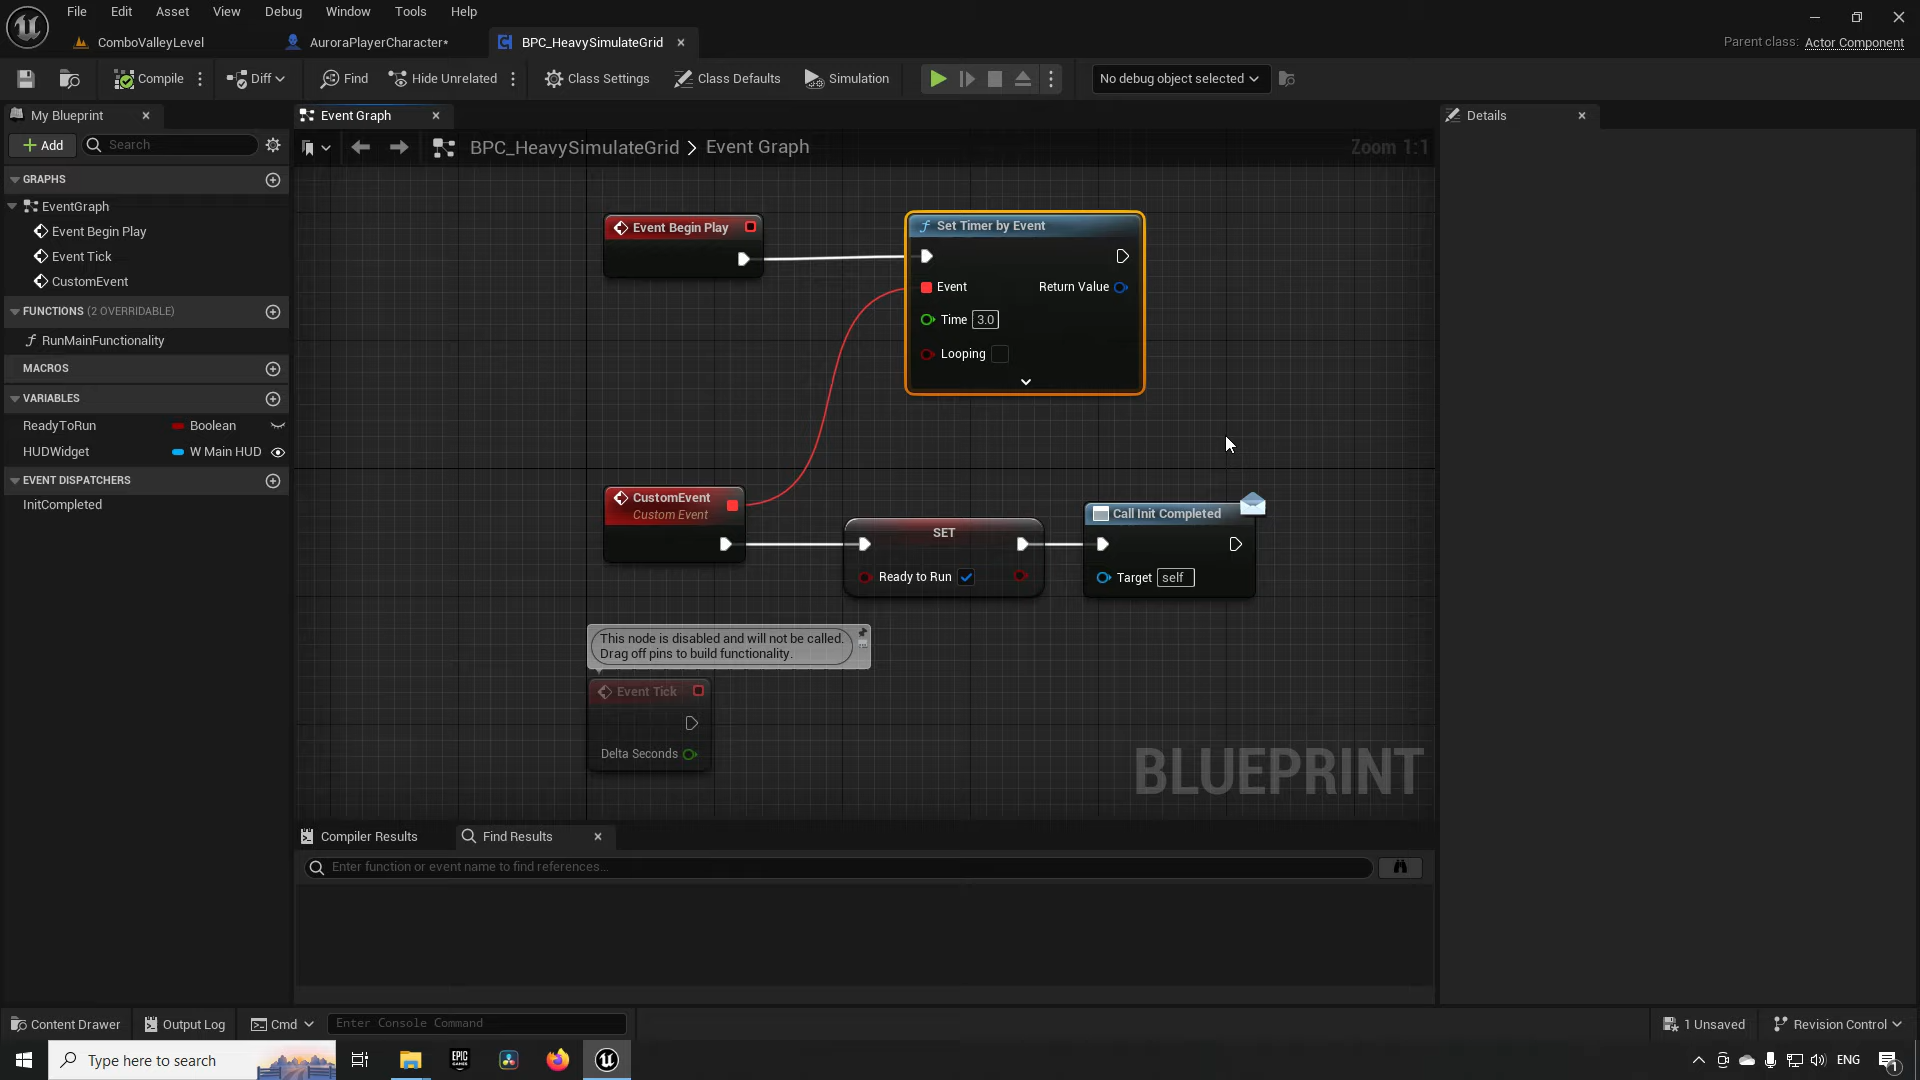 File Edit Asset View Debug Window Tools Help
ComboValleyLevel
AuroraPlayerCharacter*
BPC_HeavySimulateGrid
Parent class: Actor Component
Compile
Diff
Find
Hide Unrelated
Class Settings
Class Defaults
Simulation
No debug object selected
My Blueprint
Event Graph
Details
Add
Search
BPC_HeavySimulateGrid > Event Graph
Zoom 1:1
GRAPHS
EventGraph
Event Begin Play
Event Tick
CustomEvent
FUNCTIONS (2 OVERRIDABLE)
RunMainFunctionality
MACROS
VARIABLES
ReadyToRun Boolean
HUDWidget W Main HUD
EVENT DISPATCHERS
InitCompleted
Event Begin Play
Set Timer by Event
Event Return Value
Time 3.0
Looping
CustomEvent
Custom Event
SET
Ready to Run
Call Init Completed
Target self
This node is disabled and will not be called.
Drag off pins to build functionality.
Event Tick
Delta Seconds
BLUEPRINT
Compiler Results
Find Results
Enter function or event name to find references...
Content Drawer
Output Log
Cmd
Enter Console Command
1 Unsaved
Revision Control
Type here to search
EPIC
GAMES
ENG
1